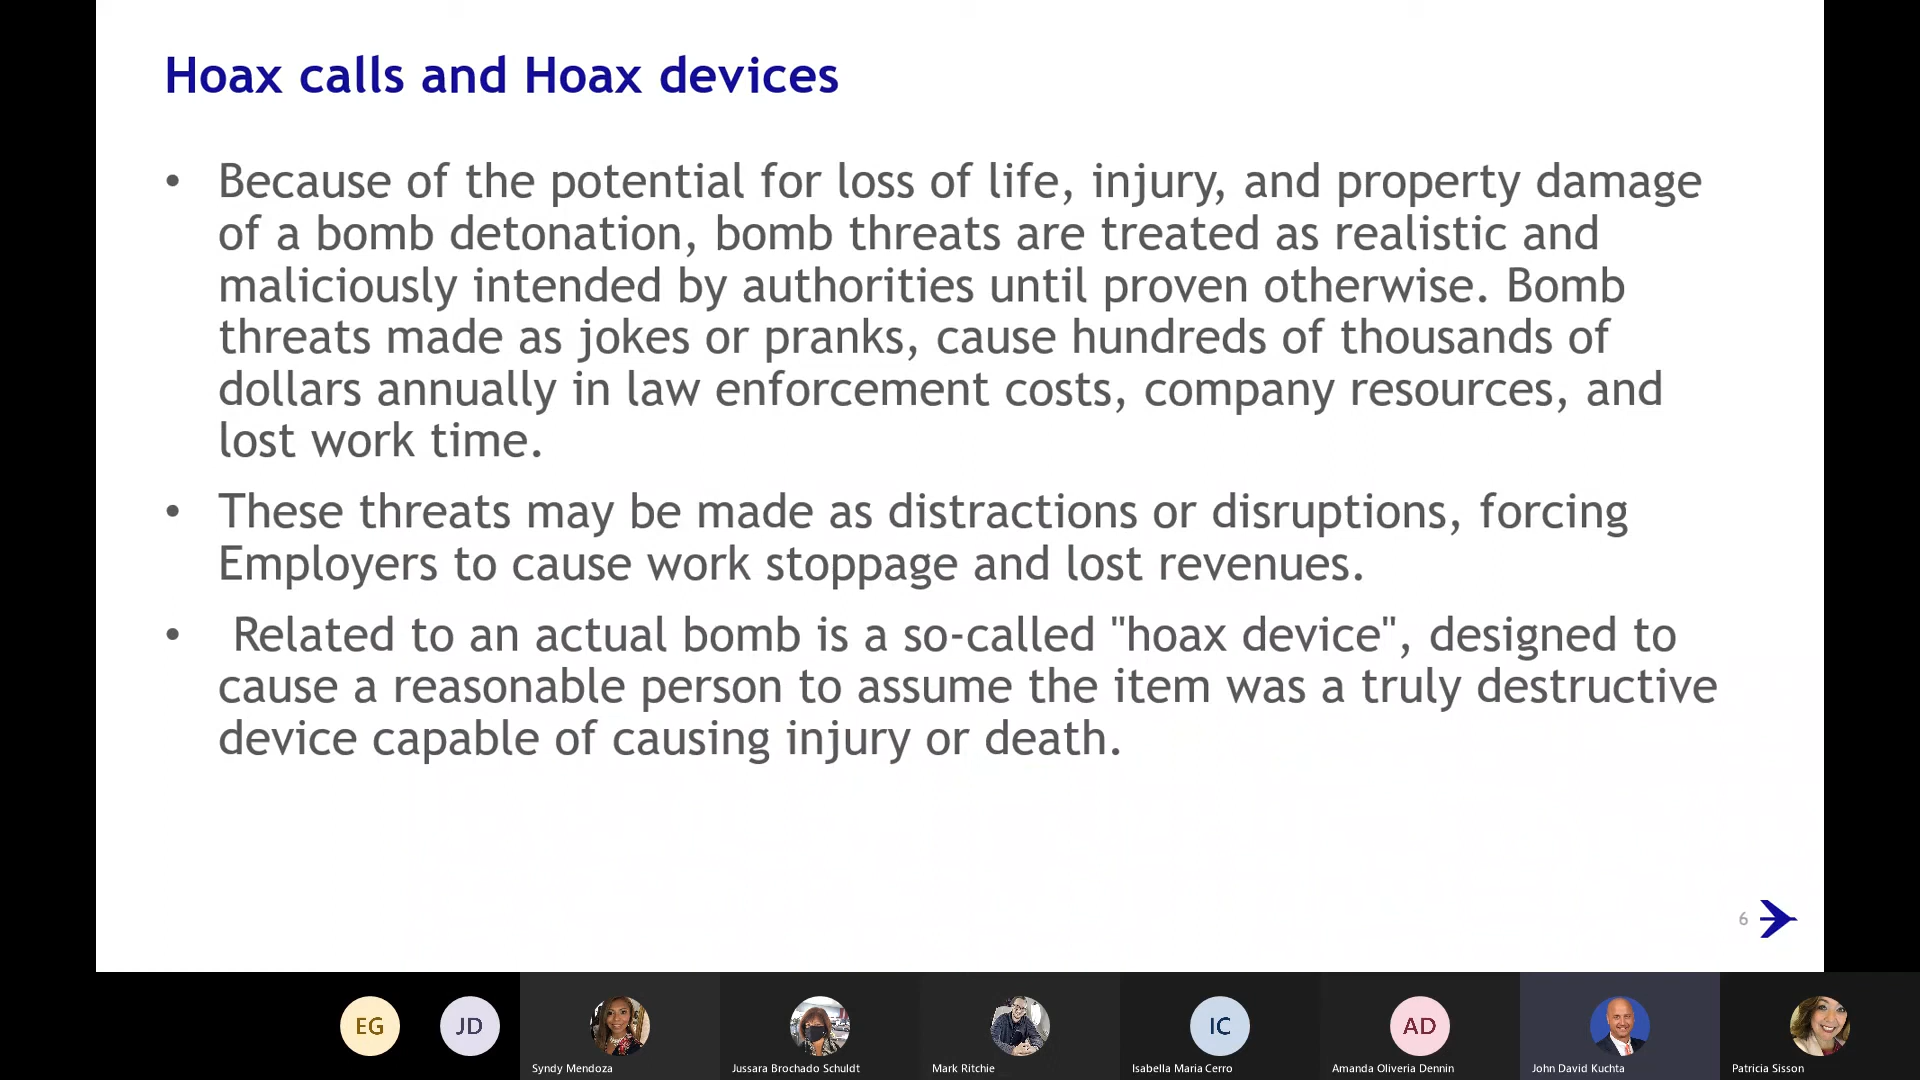 Hoax calls and Hoax devices
• Because of the potential for loss of life, injury, and property damage
of a bomb detonation, bomb threats are treated as realistic and
maliciously intended by authorities until proven otherwise. Bomb
threats made as jokes or pranks, cause hundreds of thousands of
dollars annually in law enforcement costs, company resources, and
lost work time.
• These threats may be made as distractions or disruptions, forcing
Employers to cause work stoppage and lost revenues.
• Related to an actual bomb is a so-called "hoax device", designed to
cause a reasonable person to assume the item was a truly destructive
device capable of causing injury or death.
6
EG JD IC AD
Syndy Mendoza Jussara Brochado Schuldt Mark Ritchie Isabella Maria Cerro Amanda Oliveria Dennin John David Kuchta Patricia Sisson